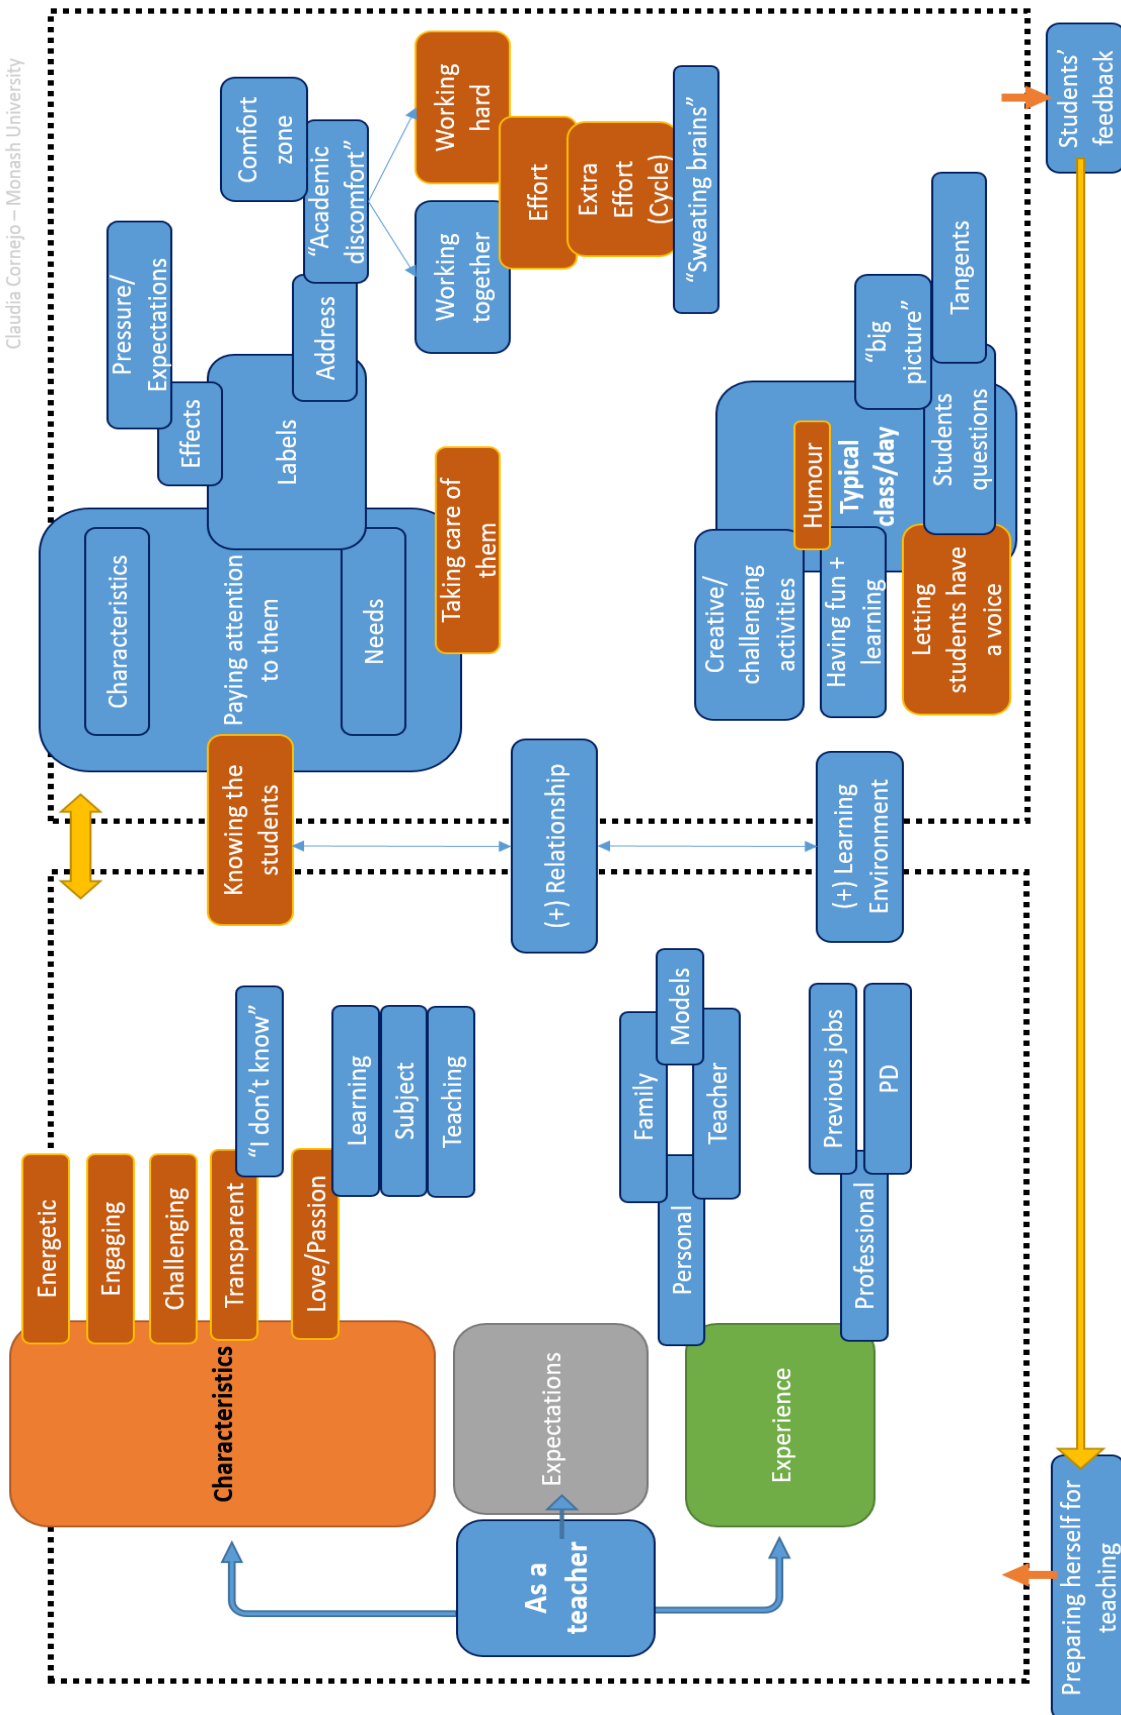 Claudia Cornejo – Monash University
As a
teacher
Characteristics
Energetic
Engaging
Challenging
Transparent
"I don't know"
Love/Passion
Learning
Subject
Teaching
Expectations
Experience
Personal
Family
Models
Teacher
Professional
Previous jobs
PD
Knowing the
students
(+) Relationship
(+) Learning
Environment
Characteristics
Paying attention
to them
Needs
Taking care of
them
Labels
Effects
Pressure/
Expectations
Address
"Academic
discomfort"
Comfort
zone
Working
together
Working
hard
Effort
Extra
Effort
(Cycle)
"Sweating brains"
Creative/
challenging
activities
Having fun +
learning
Humour
Typical
class/day
Letting
students have
a voice
Students
questions
"big
picture"
Tangents
Preparing herself for
teaching
Students'
feedback